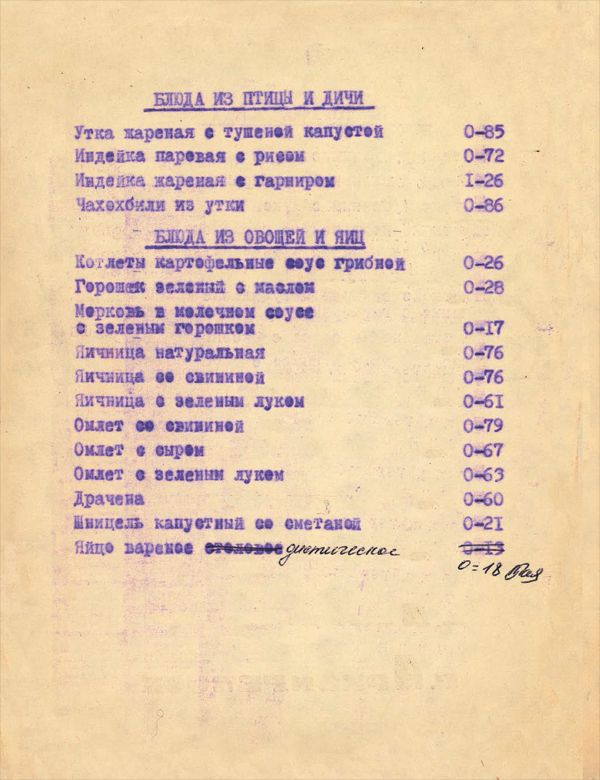 БЛЮДА ИЗ ПТИЦЫ И ДИЧИ
Утка жареная с тушеной капустой 0-85
Индейка паровая с рисом 0-72
Индейка жареная с гарниром I-26
Чахохбили из утки 0-86
БЛЮДА ИЗ ОВОЩЕЙ И ЯИЦ
Котлеты картофельные соус грибной 0-26
Горошек зеленый с маслом 0-28
Морковь в молочном соусе
с зеленым горошком 0-17
Яичница натуральная 0-76
Яичница со свининой 0-76
Яичница с зеленым луком 0-61
Омлет со свининой 0-79
Омлет с сыром 0-67
Омлет с зеленым луком 0-63
Драчена 0-60
Шницель капустный со сметаной 0-21
Яйцо вареное столовое диетическое 0-13
0=18